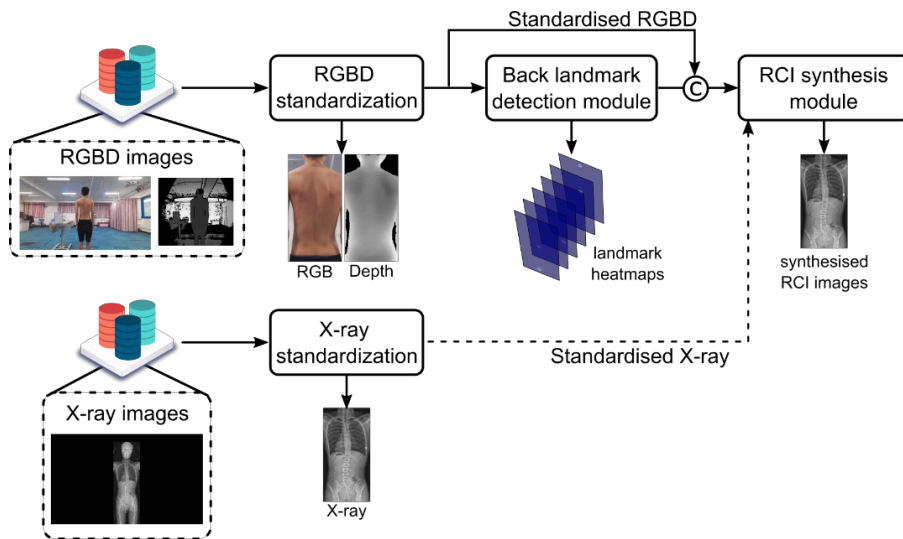 Standardised RGBD
RGBD
standardization
Back landmark
detection module
C
RCI synthesis
module
RGBD images
RGB
Depth
landmark
heatmaps
synthesised
RCI images
X-ray
standardization
Standardised X-ray
X-ray images
X-ray